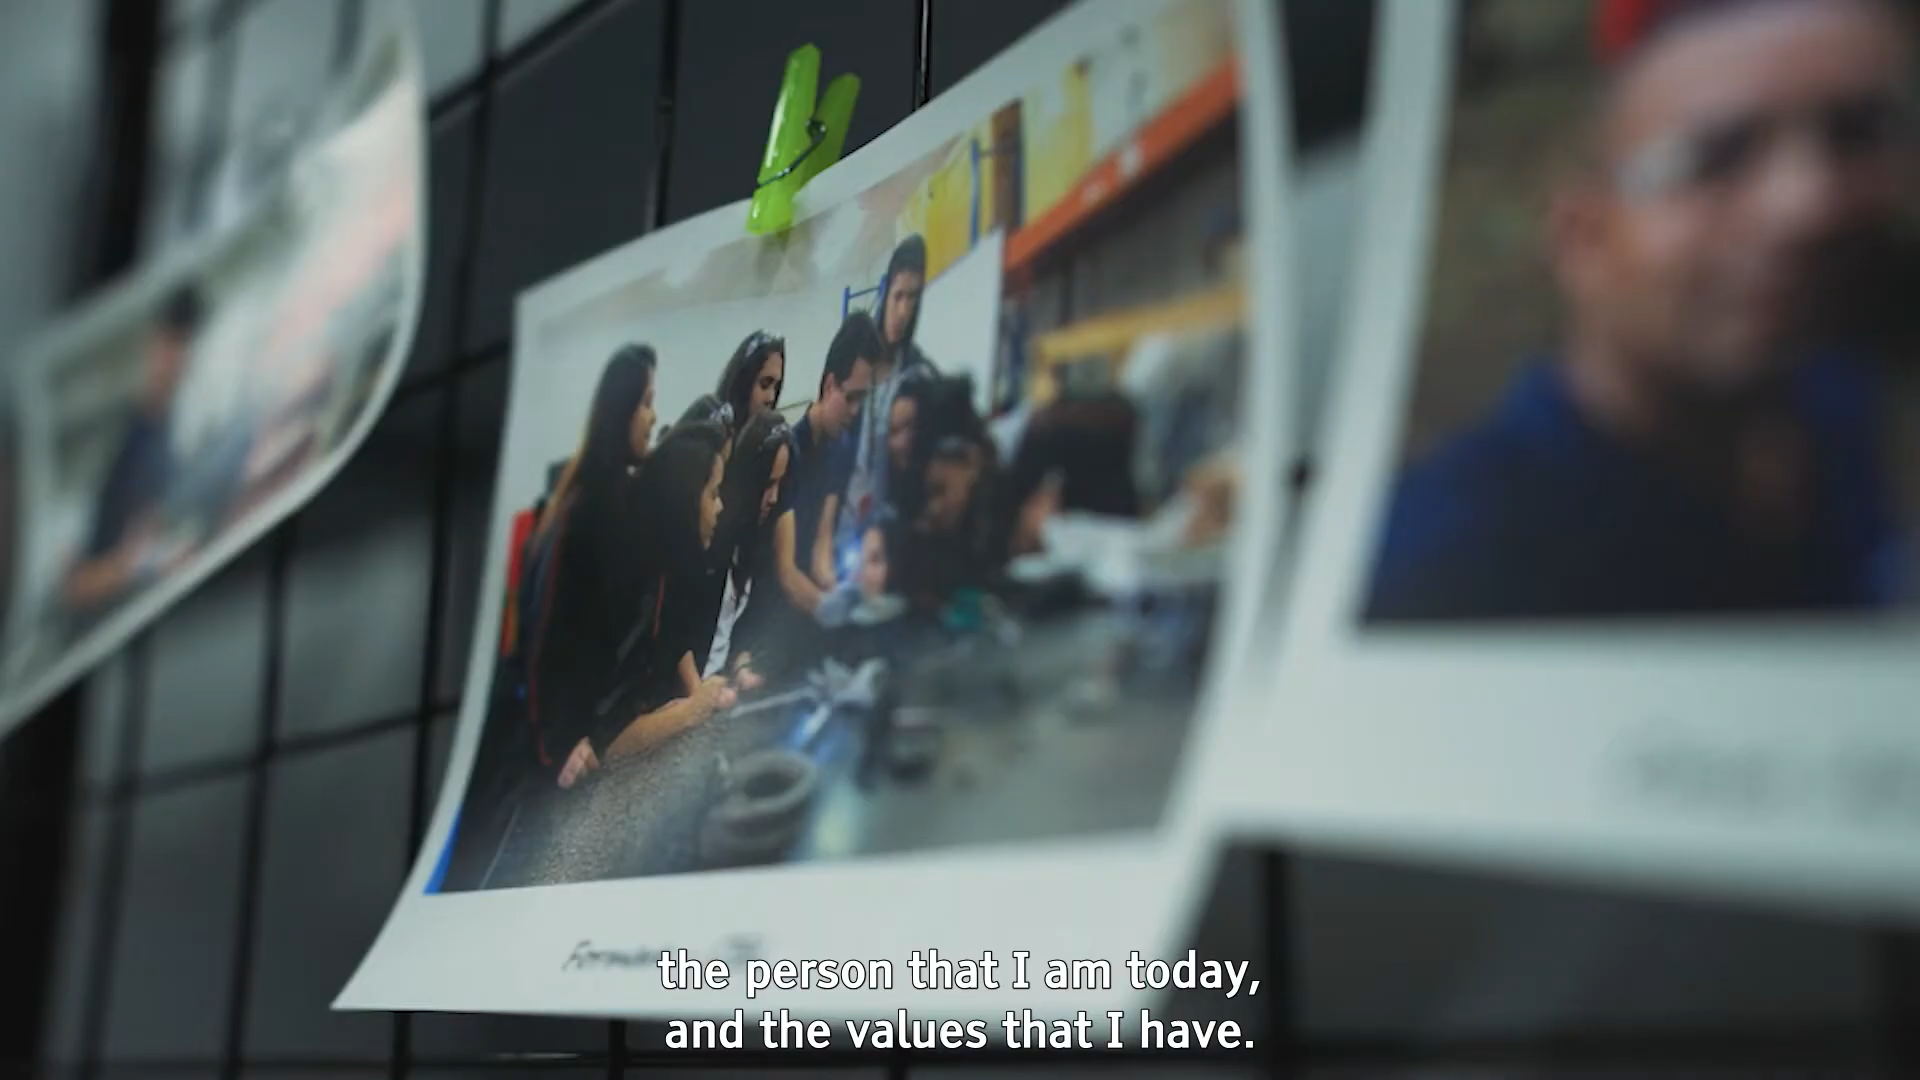 the person that I am today,
and the values that I have.